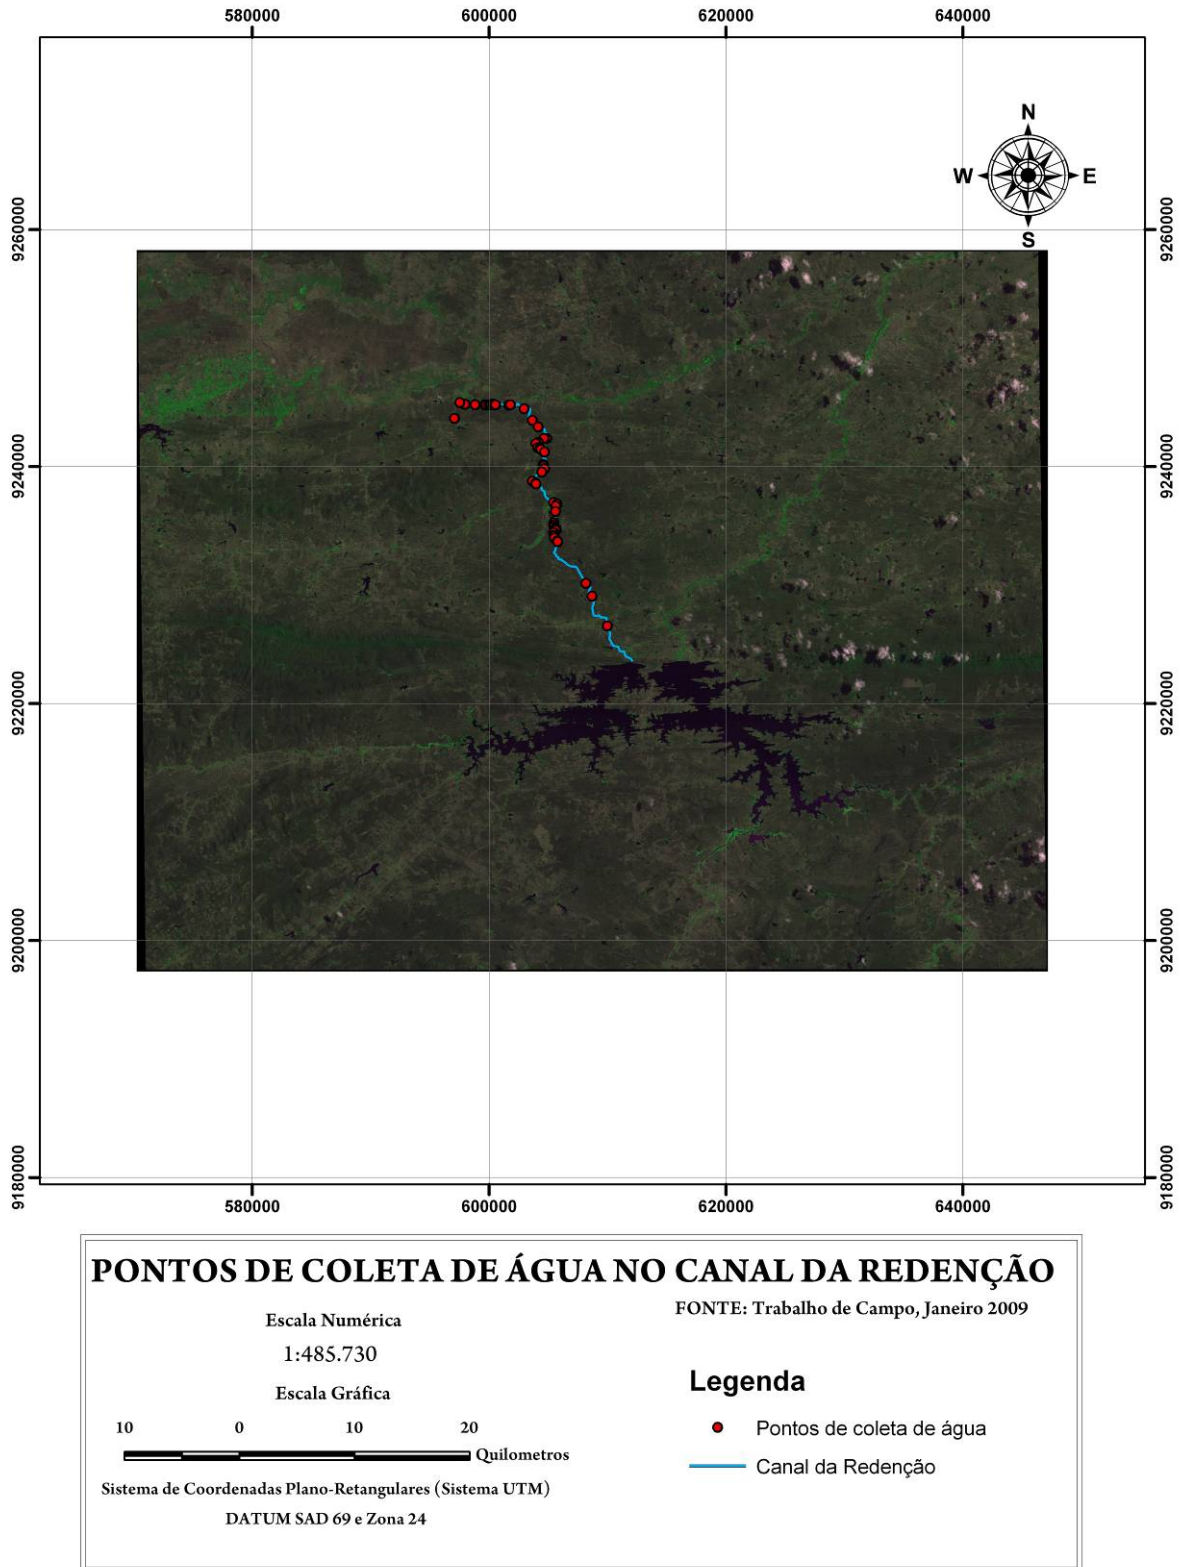 580000 600000 620000 640000
N
W E
S
9260000 9260000
9240000 9240000
9220000 9220000
9200000 9200000
9180000 9180000
580000 600000 620000 640000
PONTOS DE COLETA DE ÁGUA NO CANAL DA REDENÇÃO
FONTE: Trabalho de Campo, Janeiro 2009
Escala Numérica
1:485.730
Escala Gráfica
10 0 10 20
Quilometros
Sistema de Coordenadas Plano-Retangulares (Sistema UTM)
DATUM SAD 69 e Zona 24
Legenda
Pontos de coleta de água
Canal da Redenção